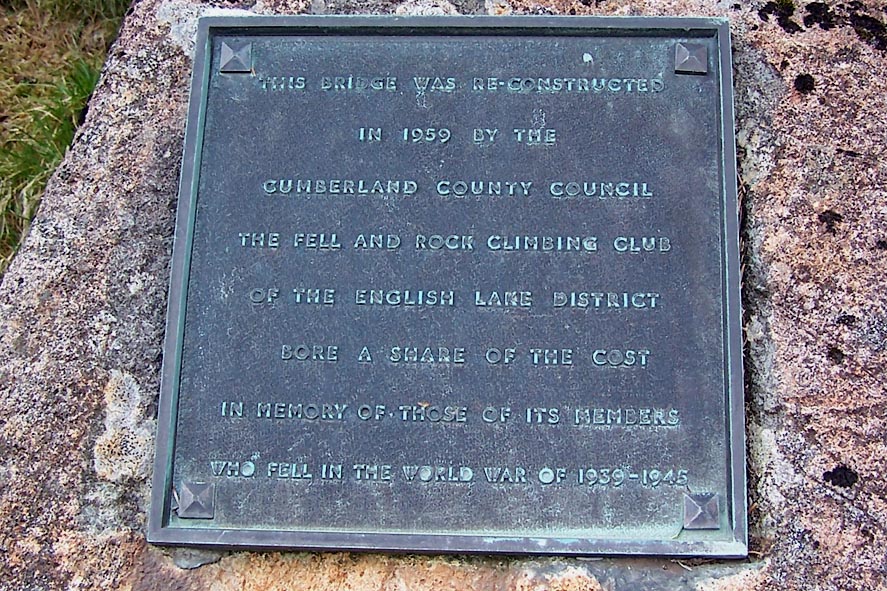 THIS BRIDGE WAS RE-CONSTRUCTED
IN 1959 BY THE
CUMBERLAND COUNTY COUNCIL
THE FELL AND ROCK CLIMBING CLUB
OF THE ENGLISH LAKE DISTRICT
BORE A SHARE OF THE COST
IN MEMORY OF THOSE OF ITS MEMBERS
WHO FELL IN THE WORLD WAR OF 1939-1945